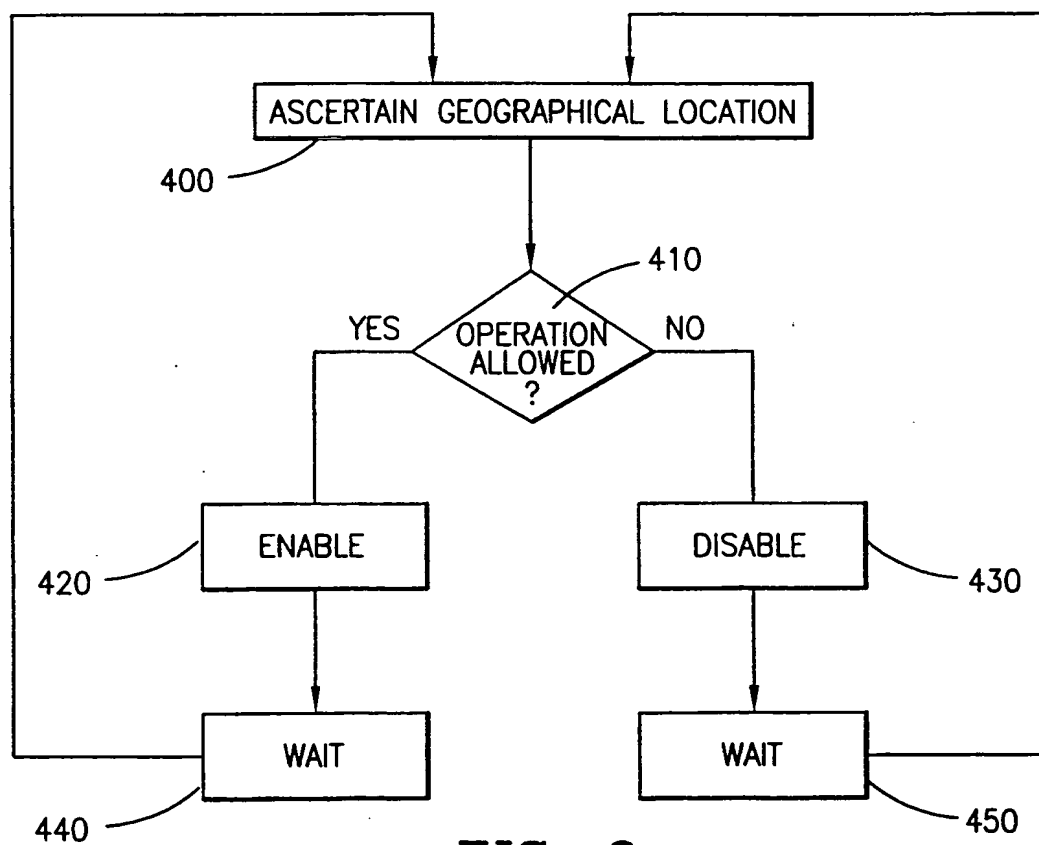 ASCERTAIN GEOGRAPHICAL LOCATION
400
410
YES
OPERATION
ALLOWED
?
NO
ENABLE
DISABLE
420
430
WAIT
WAIT
440
450